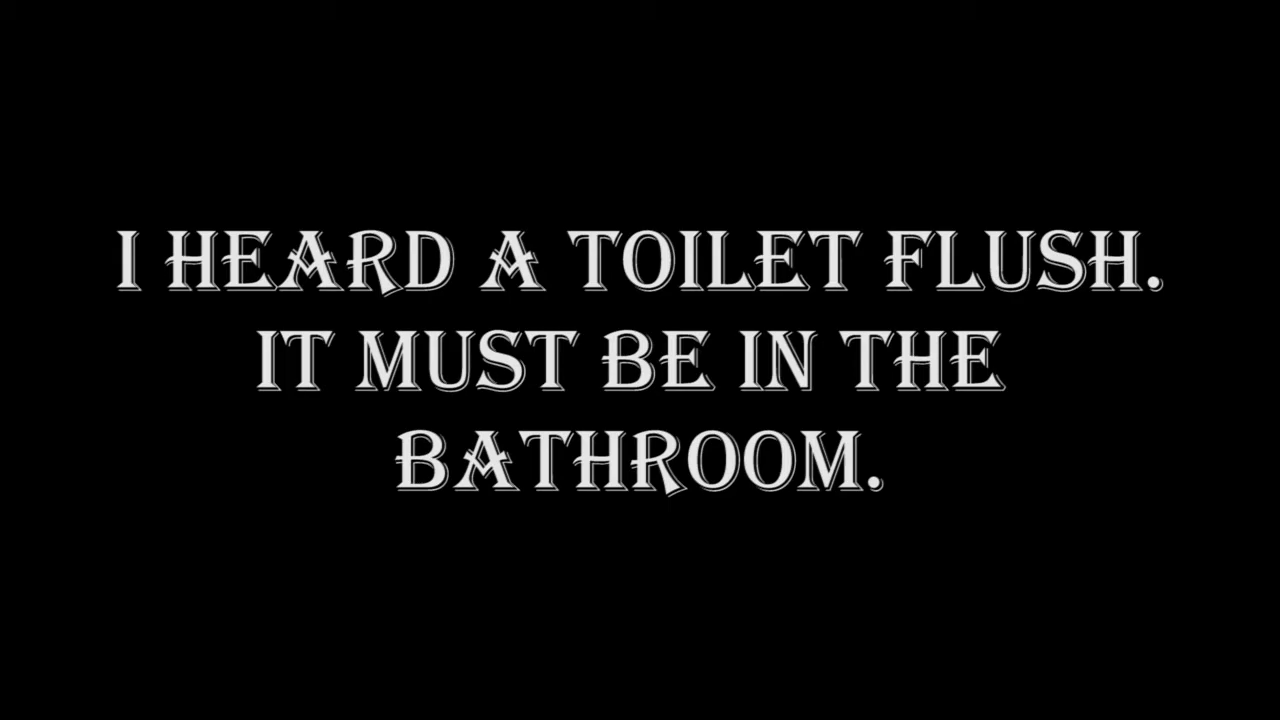 I HEARD A TOILET FLUSH.
IT MUST BE IN THE
BATHROOM.